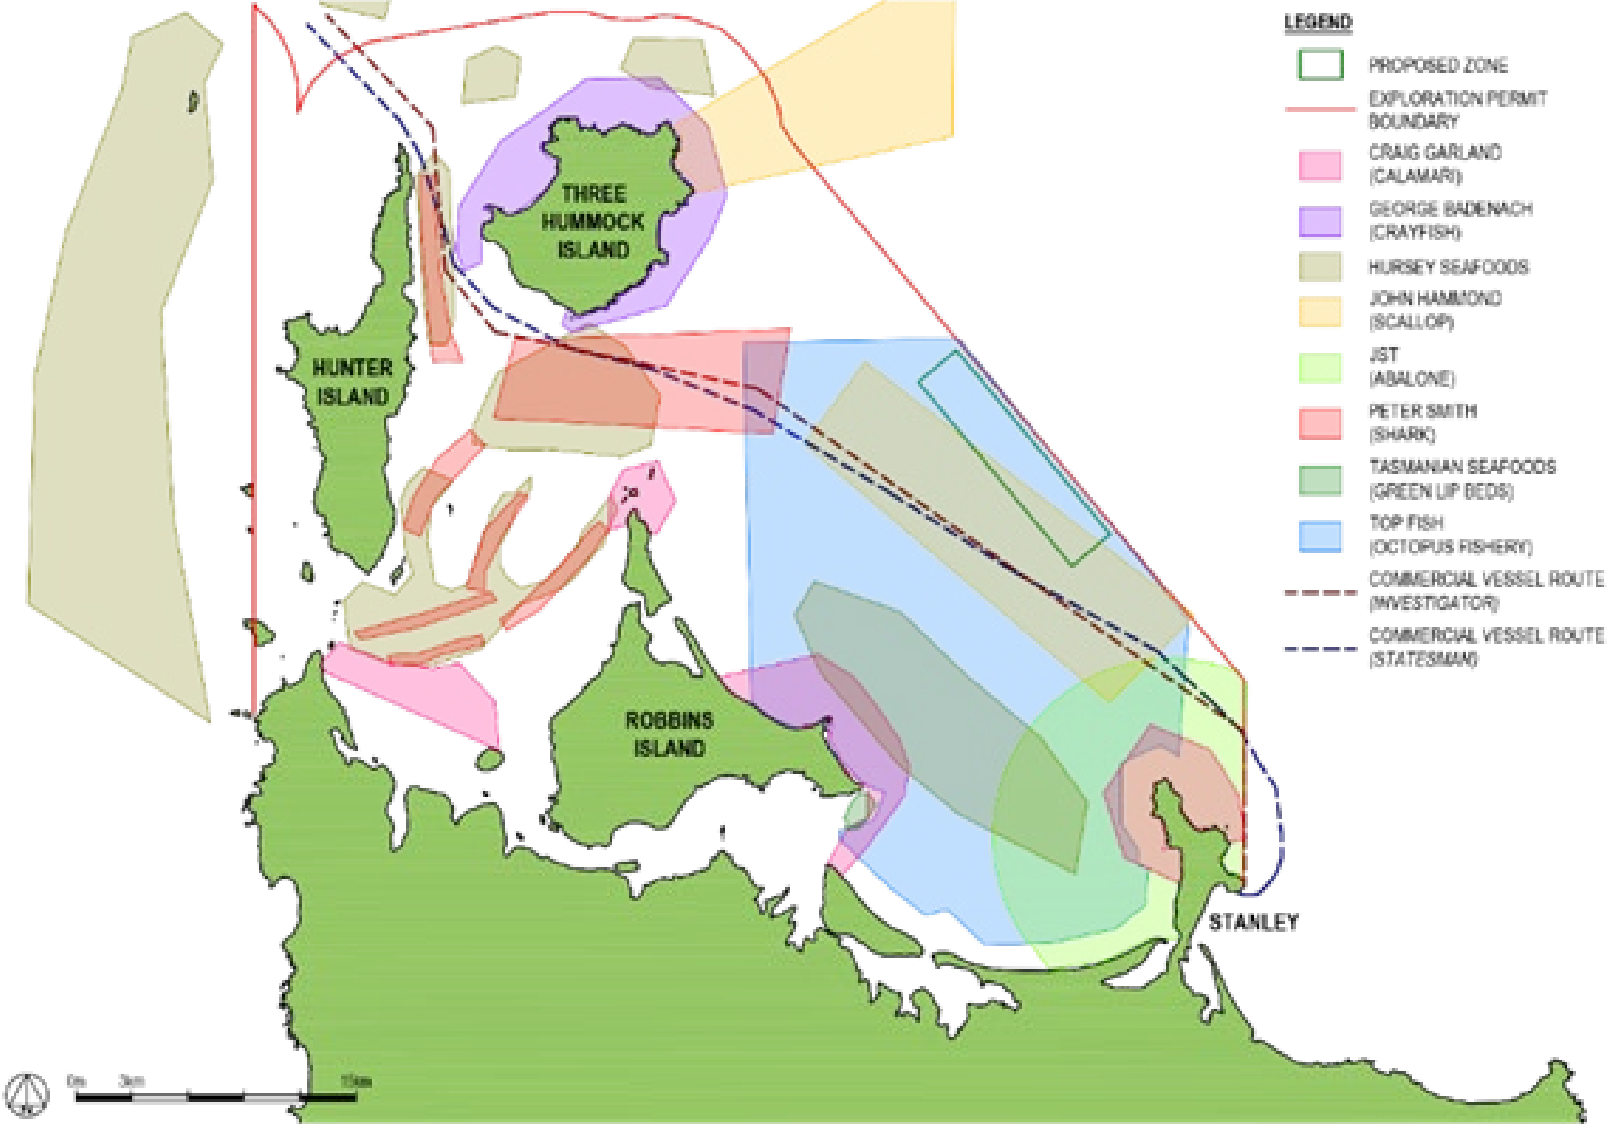 LEGEND
PROPOSED ZONE
EXPLORATION PERMIT
BOUNDARY
CRAIG GARLAND
(CALAMARI)
GEORGE BADENACH
(CRAYFISH)
HURSEY SEAFOODS
JOHN HAMMOND
(SCALLOP)
JST
(ABALONE)
PETER SMITH
(SHARK)
TASMANIAN SEAFOODS
(GREEN LIP BEDS)
TOP FISH
(OCTOPUS FISHERY)
COMMERCIAL VESSEL ROUTE
(INVESTIGATOR)
COMMERCIAL VESSEL ROUTE
(STATESMAN)
THREE
HUMMOCK
ISLAND
HUNTER
ISLAND
ROBBINS
ISLAND
STANLEY
0m 3km 15km